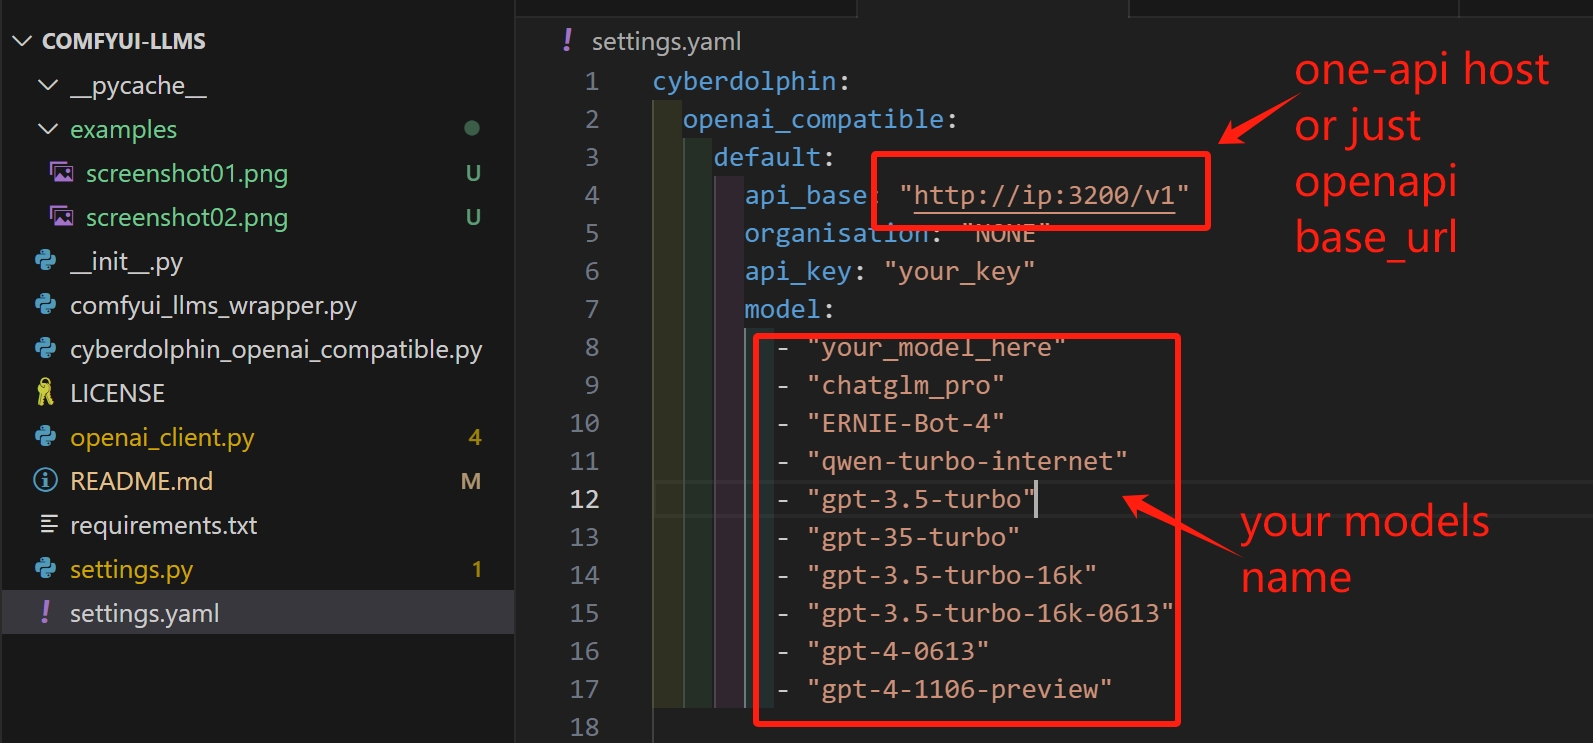 COMFYUI-LLMS
__pycache__
examples
screenshot01.png U
screenshot02.png U
__init__.py
comfyui_llms_wrapper.py
cyberdolphin_openai_compatible.py
LICENSE
openai_client.py 4
README.md M
requirements.txt
settings.py 1
! settings.yaml
! settings.yaml
1 cyberdolphin:
2 openai_compatible:
3 default:
4 api_base: "http://ip:3200/v1"
5 organisation: "NONE"
6 api_key: "your_key"
7 model:
8 - "your_model_here"
9 - "chatglm_pro"
10 - "ERNIE-Bot-4"
11 - "qwen-turbo-internet"
12 - "gpt-3.5-turbo"
13 - "gpt-35-turbo"
14 - "gpt-3.5-turbo-16k"
15 - "gpt-3.5-turbo-16k-0613"
16 - "gpt-4-0613"
17 - "gpt-4-1106-preview"
18
one-api host
or just
openapi
base_url
your models
name